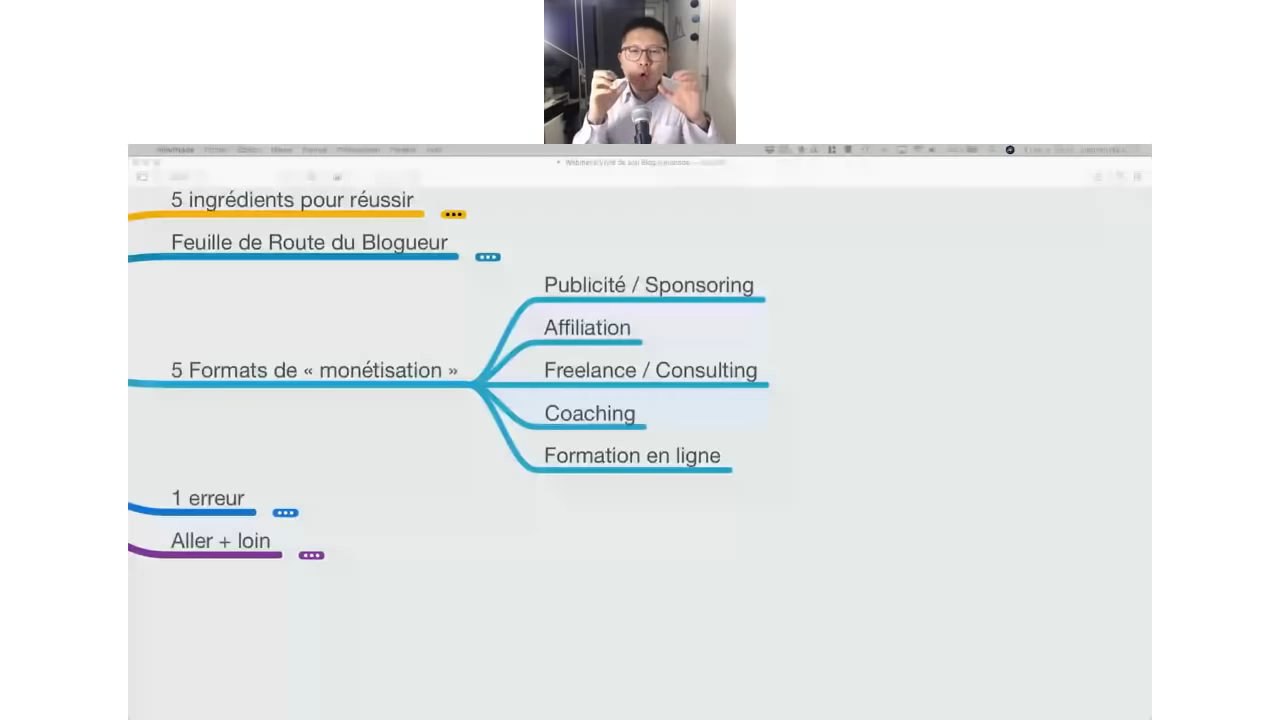 5 ingrédients pour réussir
Feuille de Route du Blogueur
Publicité / Sponsoring
Affiliation
5 Formats de « monétisation »
Freelance / Consulting
Coaching
Formation en ligne
1 erreur
Aller + loin